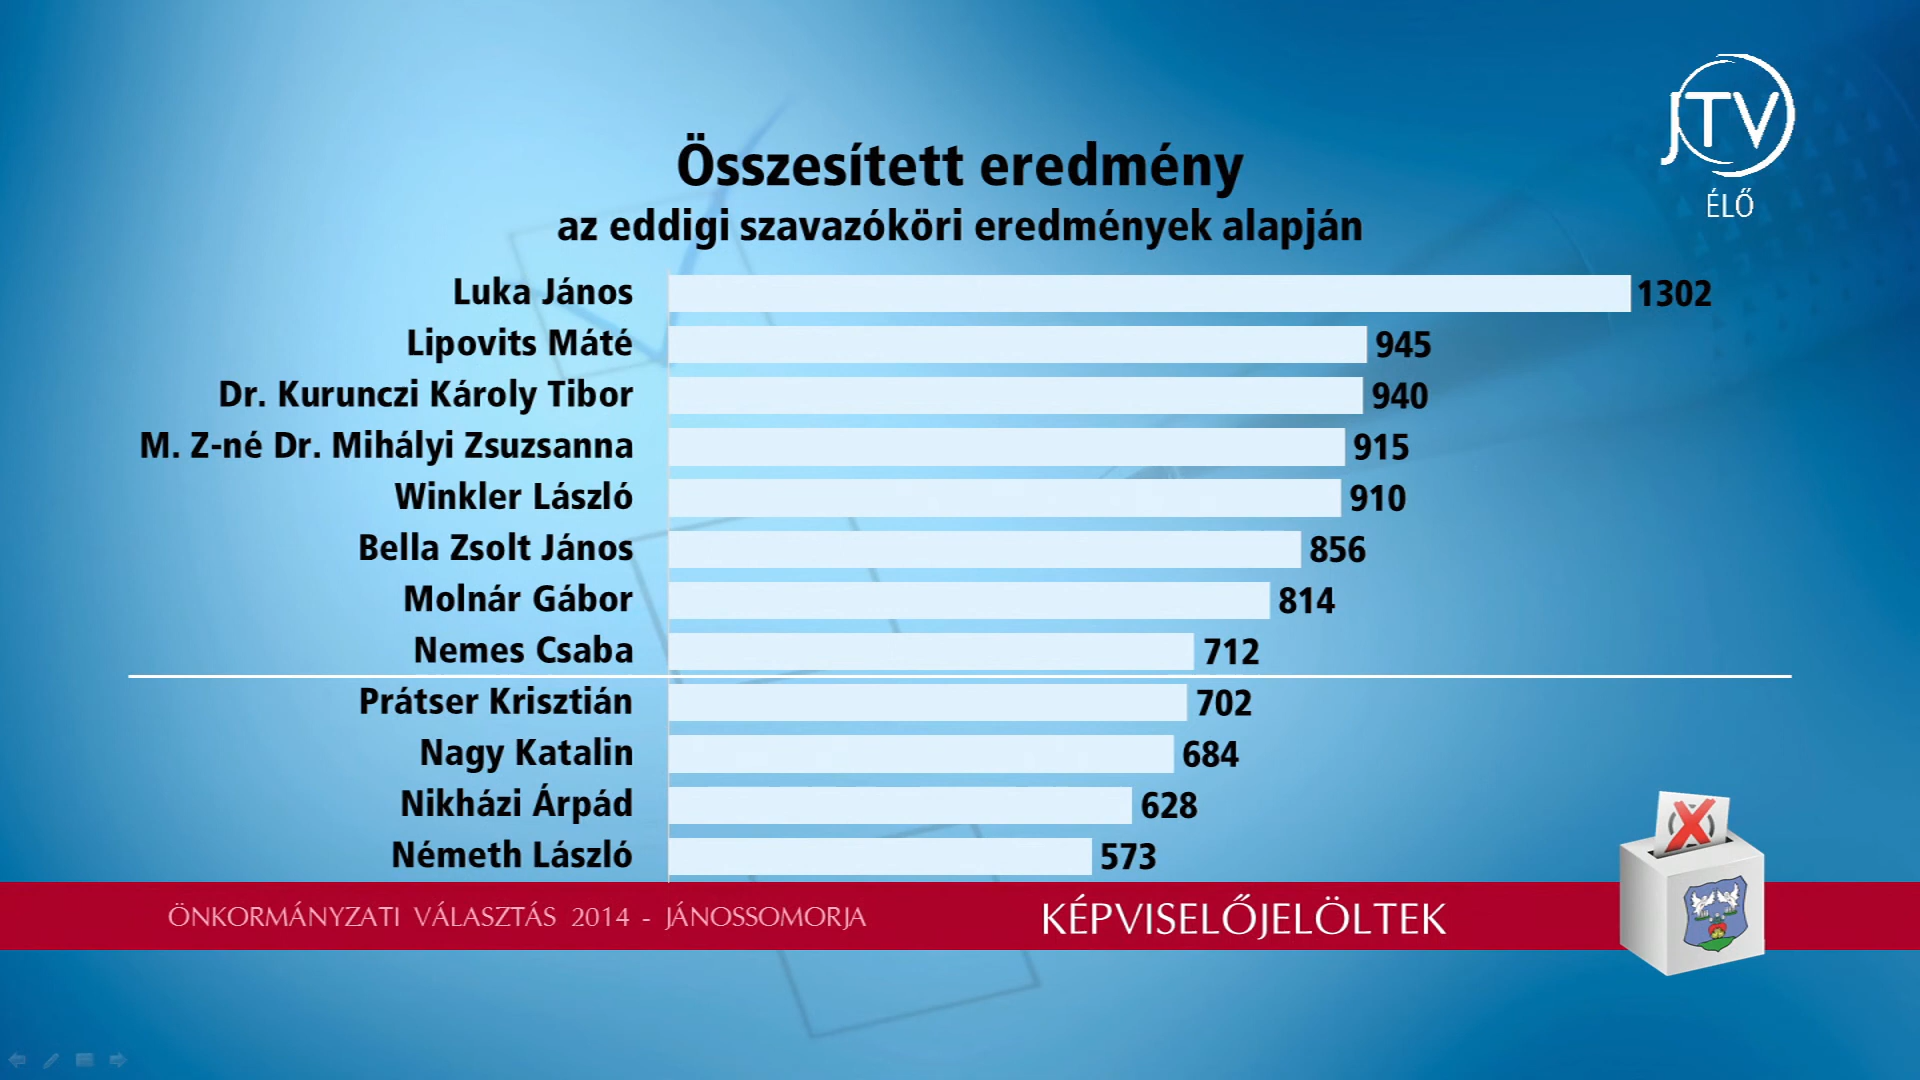 JTV
ÉLŐ
Összesített eredmény
az eddigi szavazóköri eredmények alapján
Luka János 1302
Lipovits Máté 945
Dr. Kurunczi Károly Tibor 940
M. Z-né Dr. Mihályi Zsuzsanna 915
Winkler László 910
Bella Zsolt János 856
Molnár Gábor 814
Nemes Csaba 712
Prátser Krisztián 702
Nagy Katalin 684
Nikházi Árpád 628
Németh László 573
ÖNKORMÁNYZATI VÁLASZTÁS 2014 - JÁNOSSOMORJA KÉPVISELŐJELÖLTEK